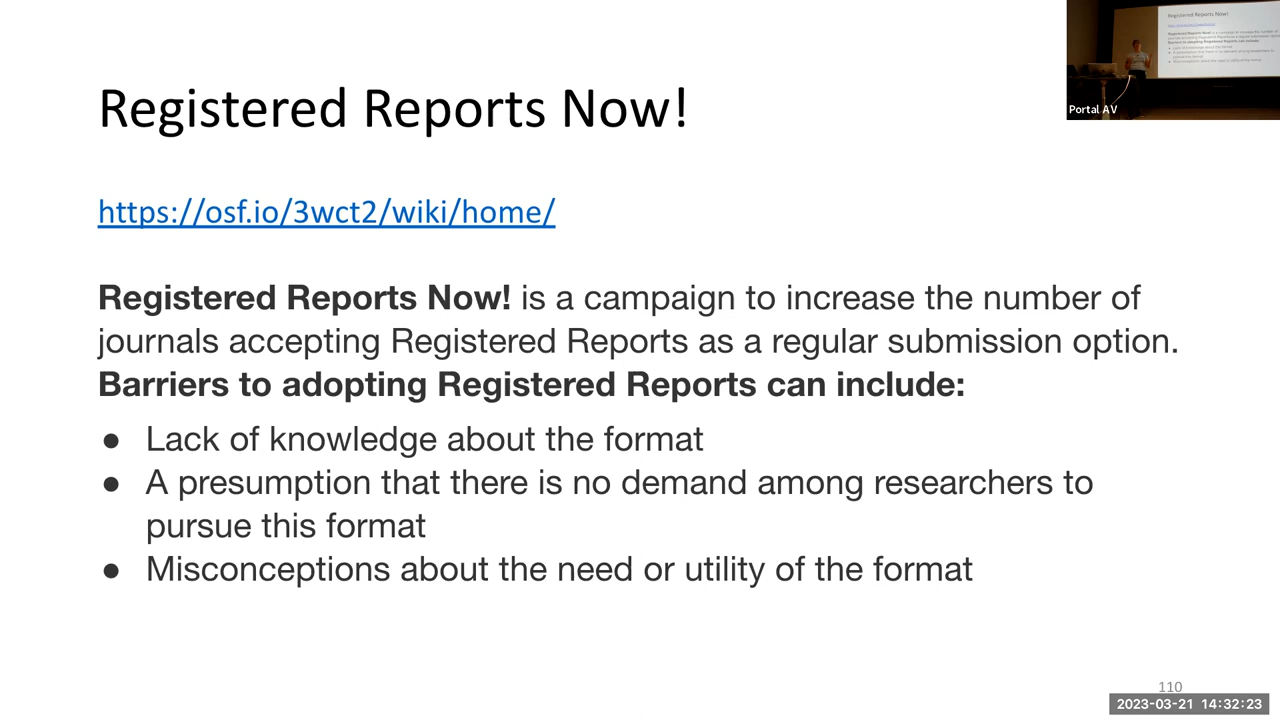 Registered Reports Now!
https://osf.io/3wct2/wiki/home/
Registered Reports Now! is a campaign to increase the number of
journals accepting Registered Reports as a regular submission option.
Barriers to adopting Registered Reports can include:
● Lack of knowledge about the format
● A presumption that there is no demand among researchers to
pursue this format
● Misconceptions about the need or utility of the format
Registered Reports Now!
Portal AV
110
2023-03-21 14:32:23